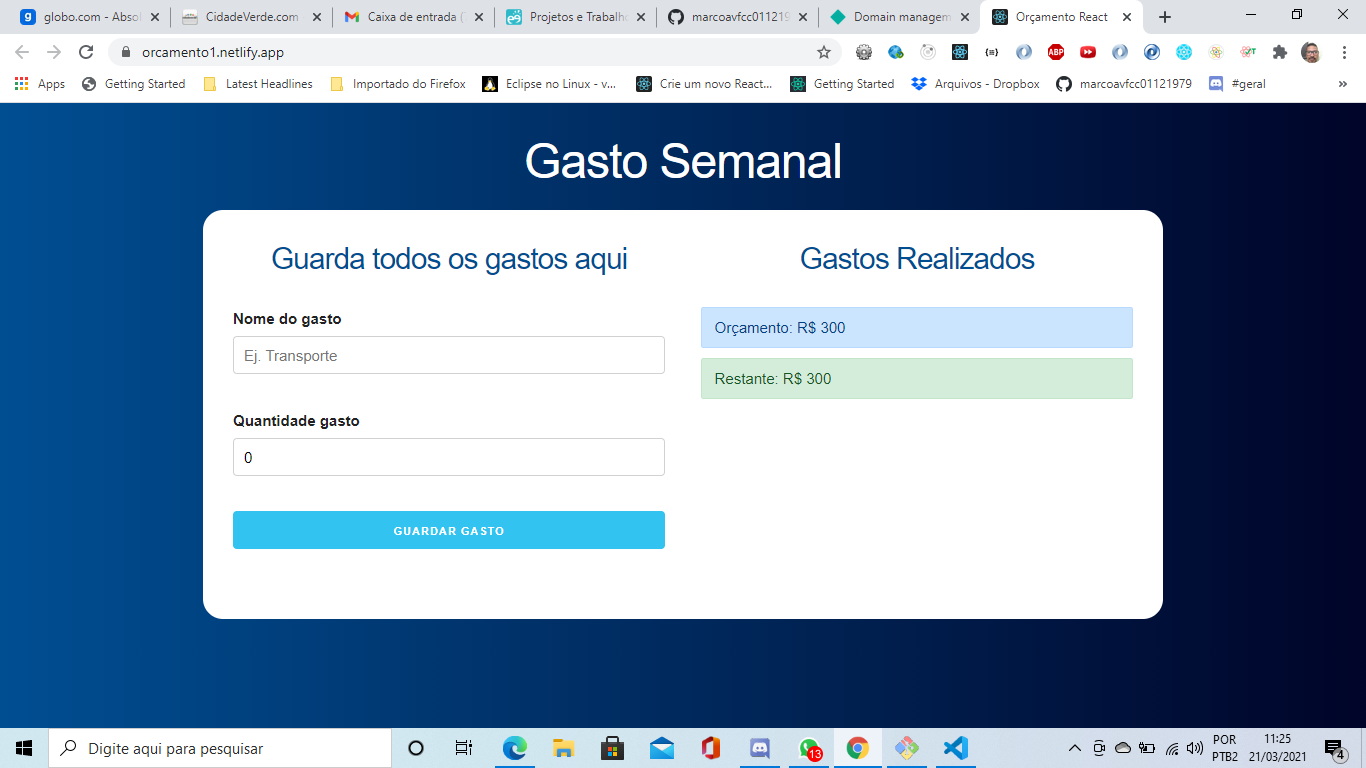 globo.com - Absol
CidadeVerde.com
Caixa de entrada (
Projetos e Trabalho
marcoavfcc011219
Domain managem
Orçamento React
orcamento1.netlify.app
ABP
Apps
Getting Started
Latest Headlines
Importado do Firefox
Eclipse no Linux - v...
Crie um novo React...
Getting Started
Arquivos - Dropbox
marcoavfcc01121979
#geral
»
Gasto Semanal
Guarda todos os gastos aqui
Nome do gasto
Ej. Transporte
Quantidade gasto
0
GUARDAR GASTO
Gastos Realizados
Orçamento: R$ 300
Restante: R$ 300
Digite aqui para pesquisar
13
POR
PTB2
11:25
21/03/2021
4